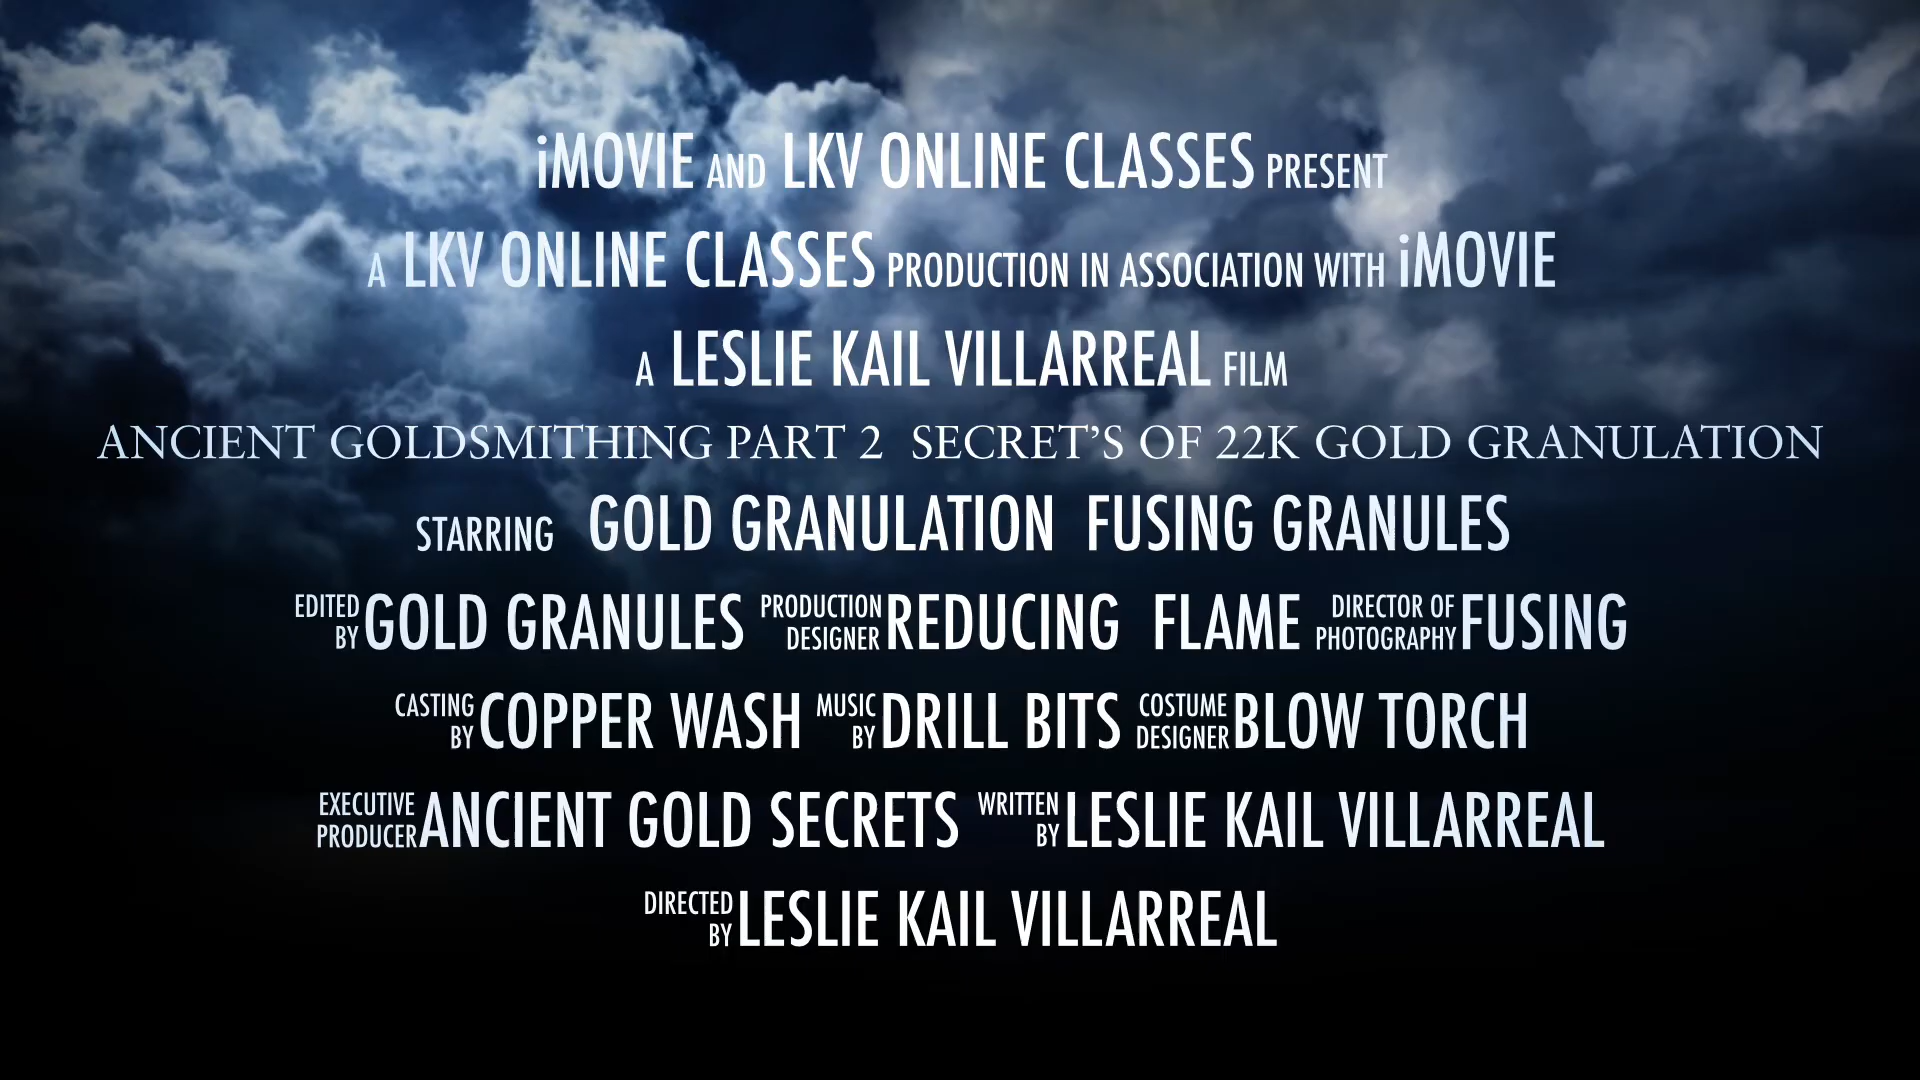 iMOVIE AND LKV ONLINE CLASSES PRESENT
A LKV ONLINE CLASSES PRODUCTION IN ASSOCIATION WITH iMOVIE
A LESLIE KAIL VILLARREAL FILM
ANCIENT GOLDSMITHING PART 2  SECRET’S OF 22K GOLD GRANULATION
STARRING GOLD GRANULATION FUSING GRANULES
EDITED BY GOLD GRANULES PRODUCTION DESIGNER REDUCING FLAME DIRECTOR OF PHOTOGRAPHY FUSING
CASTING BY COPPER WASH MUSIC BY DRILL BITS COSTUME DESIGNER BLOW TORCH
EXECUTIVE PRODUCER ANCIENT GOLD SECRETS WRITTEN BY LESLIE KAIL VILLARREAL
DIRECTED BY LESLIE KAIL VILLARREAL